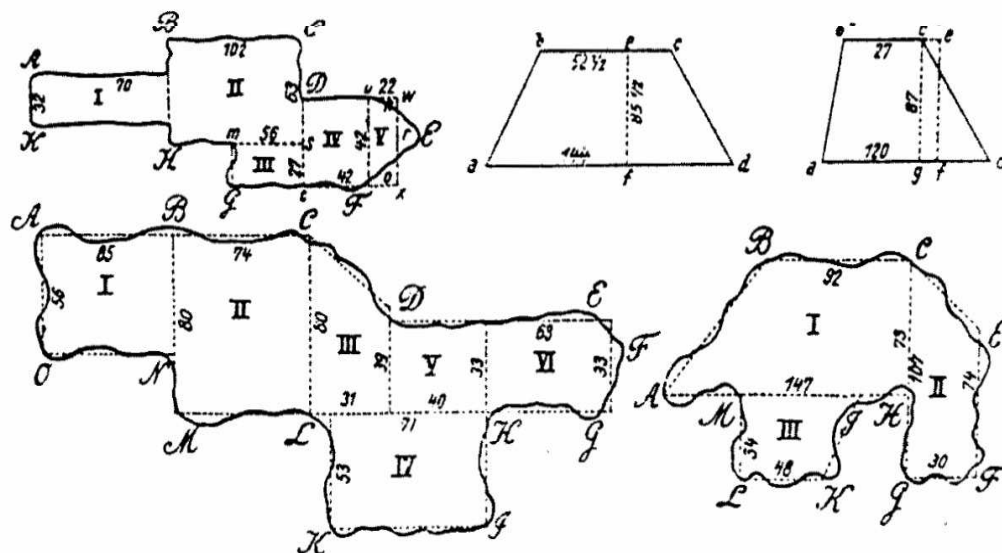 B 102 C
A 70 II 63 D u 22 W
32 I m 56 s IV 42 V r E
K H III 27 42 o
G c F x
b e c
52 1/2
85 1/2
a f d
c e
27
87
120
g f
A B C
85 74
56 I 80 II 80 III D E
O N 39 V 33 VI 63 33 F
31 40
71
M L H G
53 IV
K J
B 92 C
I 73 E
147 104 II 74
A M J H
34 III
48 30
L K G F